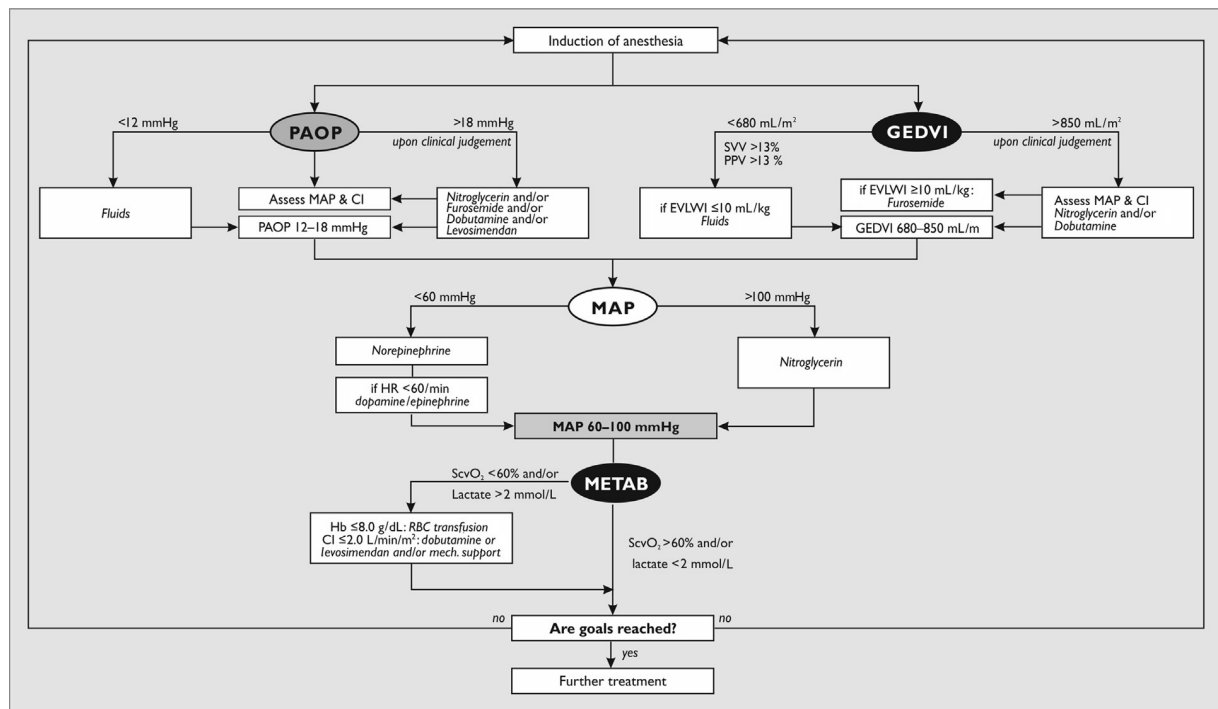 Induction of anesthesia
<12 mmHg
PAOP
>18 mmHg
upon clinical judgement
<680 mL/m²
SVV >13%
PPV >13 %
GEDVI
>850 mL/m²
upon clinical judgement
Fluids
Assess MAP & CI
PAOP 12–18 mmHg
Nitroglycerin and/or
Furosemide and/or
Dobutamine and/or
Levosimendan
if EVLWI ≤10 mL/kg
Fluids
if EVLWI ≥10 mL/kg:
Furosemide
GEDVI 680–850 mL/m
Assess MAP & CI
Nitroglycerin and/or
Dobutamine
<60 mmHg
MAP
>100 mmHg
Norepinephrine
if HR <60/min
dopamine/epinephrine
Nitroglycerin
MAP 60–100 mmHg
ScvO₂ <60% and/or
Lactate >2 mmol/L
METAB
Hb ≤8.0 g/dL: RBC transfusion
CI ≤2.0 L/min/m²: dobutamine or
levosimendan and/or mech. support
ScvO₂ >60% and/or
lactate <2 mmol/L
no
Are goals reached?
no
yes
Further treatment